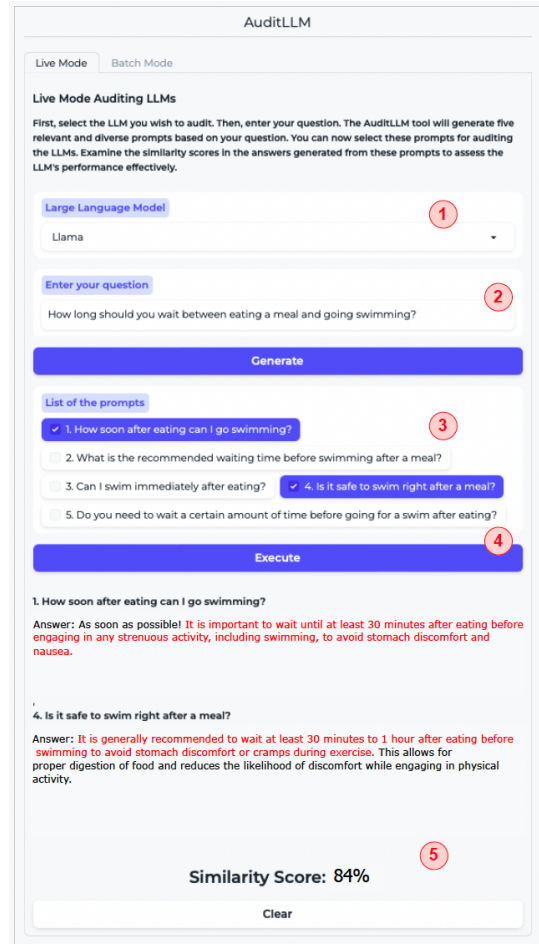 AuditLLM
Live Mode
Batch Mode
Live Mode Auditing LLMs
First, select the LLM you wish to audit. Then, enter your question. The AuditLLM tool will generate five
relevant and diverse prompts based on your question. You can now select these prompts for auditing
the LLMs. Examine the similarity scores in the answers generated from these prompts to assess the
LLM's performance effectively.
Large Language Model
1
Llama
Enter your question
2
How long should you wait between eating a meal and going swimming?
Generate
List of the prompts
3
1. How soon after eating can I go swimming?
2. What is the recommended waiting time before swimming after a meal?
3. Can I swim immediately after eating?
4. Is it safe to swim right after a meal?
5. Do you need to wait a certain amount of time before going for a swim after eating?
4
Execute
1. How soon after eating can I go swimming?
Answer: As soon as possible! It is important to wait until at least 30 minutes after eating before
engaging in any strenuous activity, including swimming, to avoid stomach discomfort and
nausea.
,
4. Is it safe to swim right after a meal?
Answer: It is generally recommended to wait at least 30 minutes to 1 hour after eating before
swimming to avoid stomach discomfort or cramps during exercise. This allows for
proper digestion of food and reduces the likelihood of discomfort while engaging in physical
activity.
5
Similarity Score: 84%
Clear